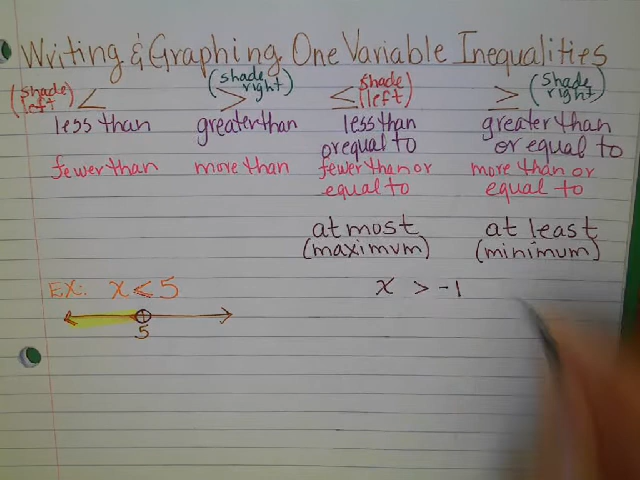 Writing & Graphing One Variable Inequalities
(shade left) < (shade right) > ≤ (shade left) ≥ (shade right)
less than greater than less than or equal to greater than or equal to
fewer than more than fewer than or equal to more than or equal to
at most (maximum) at least (minimum)
EX: x < 5 x > -1
5